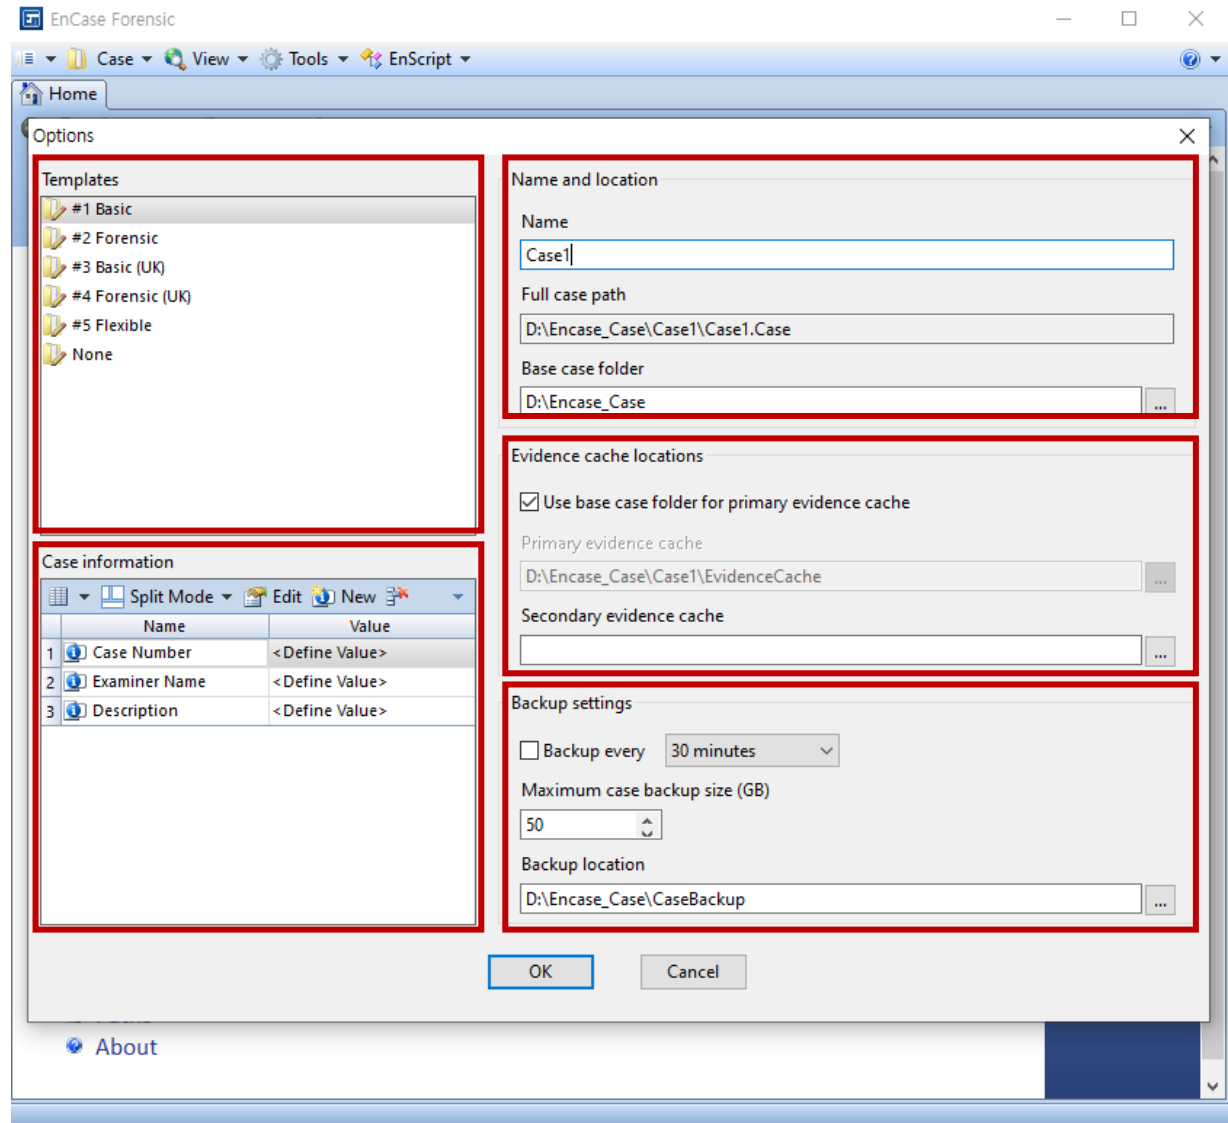 EnCase Forensic
Case View Tools EnScript
Home
Options
Templates
#1 Basic
#2 Forensic
#3 Basic (UK)
#4 Forensic (UK)
#5 Flexible
None
Case information
Split Mode Edit New
Name Value
1 Case Number <Define Value>
2 Examiner Name <Define Value>
3 Description <Define Value>
Name and location
Name
Case1
Full case path
D:\Encase_Case\Case1\Case1.Case
Base case folder
D:\Encase_Case
...
Evidence cache locations
Use base case folder for primary evidence cache
Primary evidence cache
D:\Encase_Case\Case1\EvidenceCache
...
Secondary evidence cache
...
Backup settings
Backup every 30 minutes
Maximum case backup size (GB)
50
Backup location
D:\Encase_Case\CaseBackup
...
OK Cancel
About